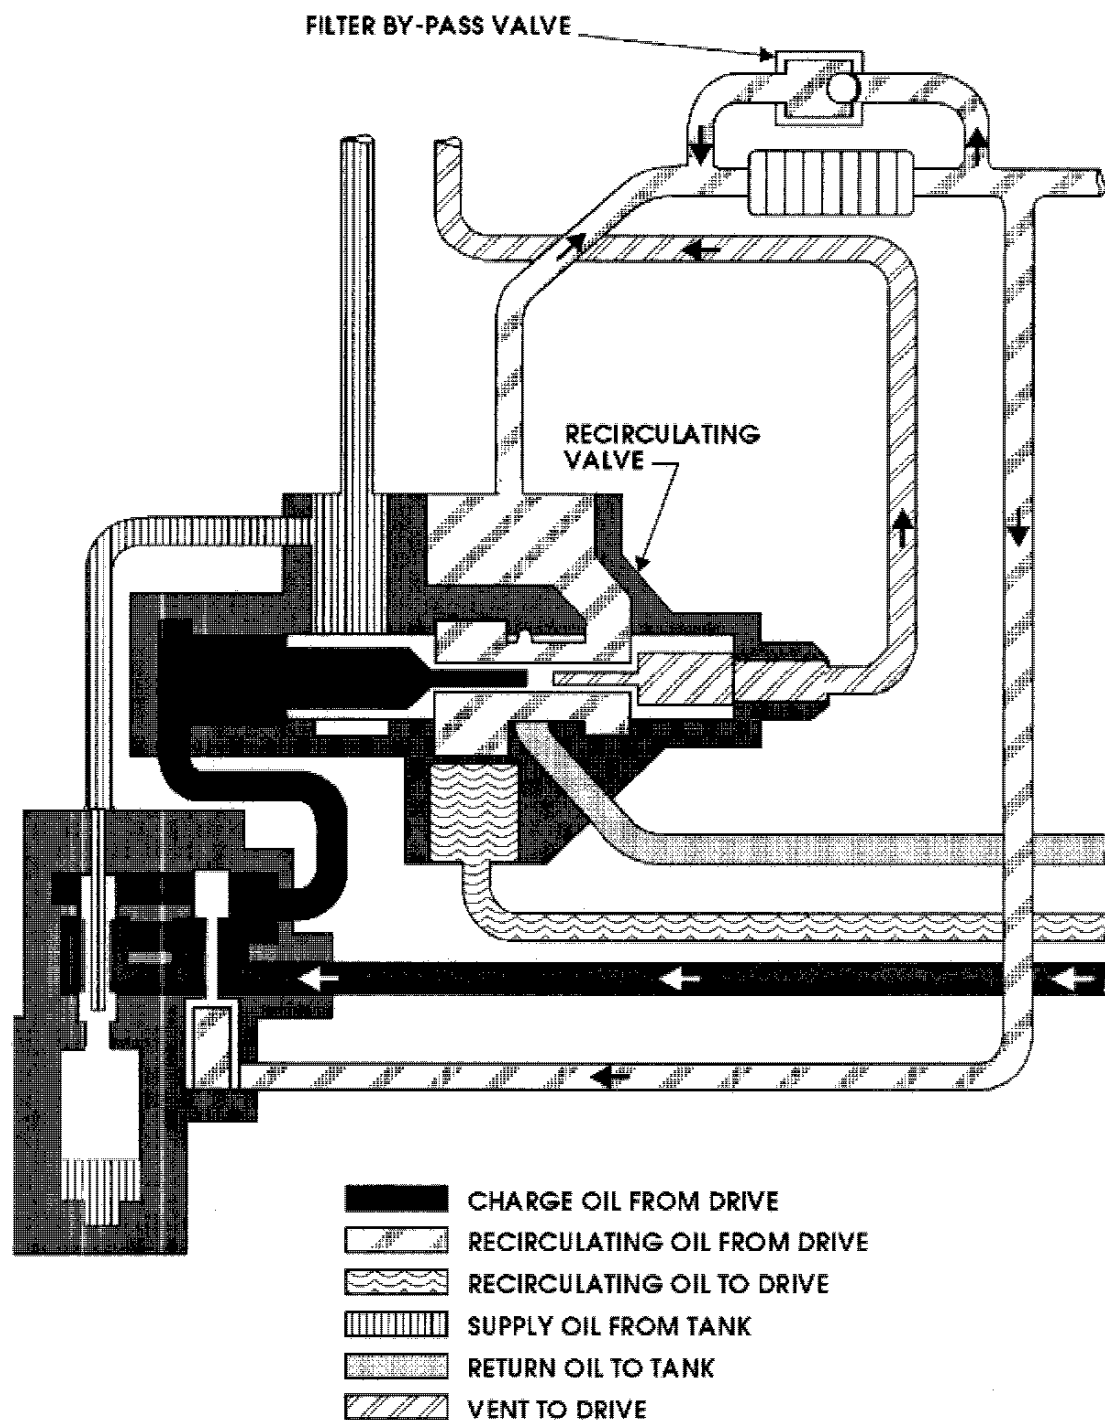 FILTER BY-PASS VALVE
RECIRCULATING
VALVE
CHARGE OIL FROM DRIVE
RECIRCULATING OIL FROM DRIVE
RECIRCULATING OIL TO DRIVE
SUPPLY OIL FROM TANK
RETURN OIL TO TANK
VENT TO DRIVE